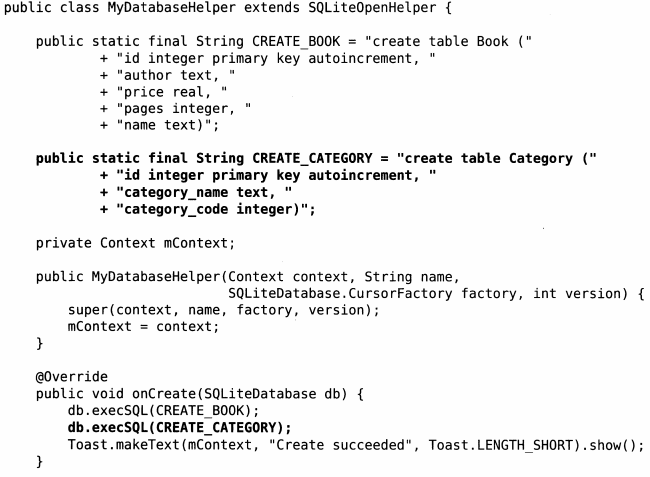 public class MyDatabaseHelper extends SQLiteOpenHelper {
public static final String CREATE_BOOK = "create table Book ("
+ "id integer primary key autoincrement, "
+ "author text, "
+ "price real, "
+ "pages integer, "
+ "name text)";
public static final String CREATE_CATEGORY = "create table Category ("
+ "id integer primary key autoincrement, "
+ "category_name text, "
+ "category_code integer)";
private Context mContext;
public MyDatabaseHelper(Context context, String name,
SQLiteDatabase.CursorFactory factory, int version) {
super(context, name, factory, version);
mContext = context;
}
@Override
public void onCreate(SQLiteDatabase db) {
db.execSQL(CREATE_BOOK);
db.execSQL(CREATE_CATEGORY);
Toast.makeText(mContext, "Create succeeded", Toast.LENGTH_SHORT).show();
}